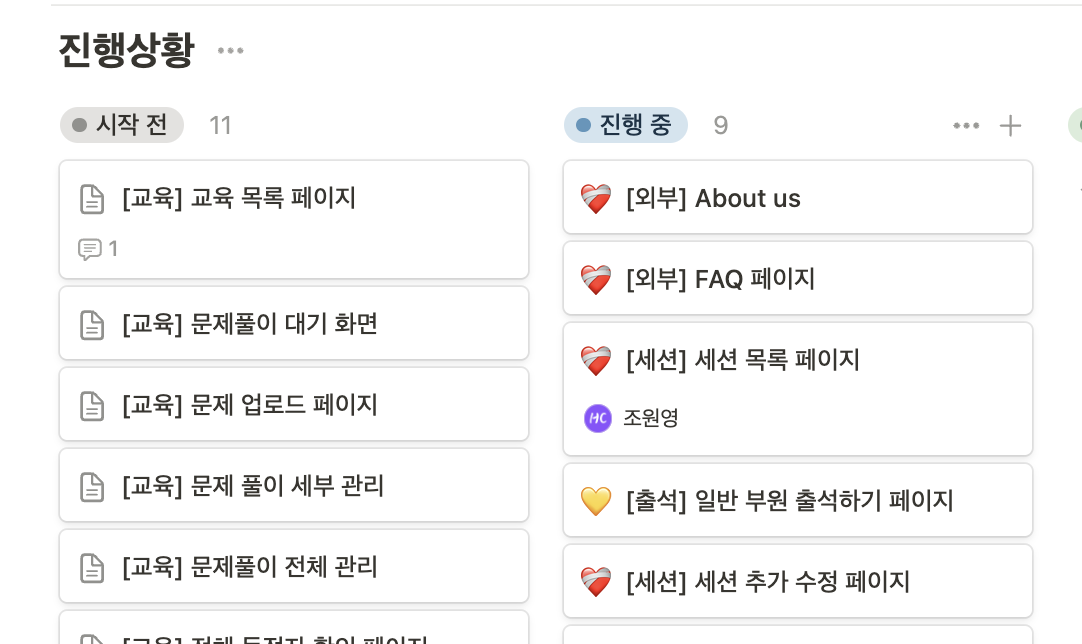 진행상황
시작 전 11
[교육] 교육 목록 페이지
1
[교육] 문제풀이 대기 화면
[교육] 문제 업로드 페이지
[교육] 문제 풀이 세부 관리
[교육] 문제풀이 전체 관리
진행 중 9
[외부] About us
[외부] FAQ 페이지
[세션] 세션 목록 페이지
HC 조원영
[출석] 일반 부원 출석하기 페이지
[세션] 세션 추가 수정 페이지